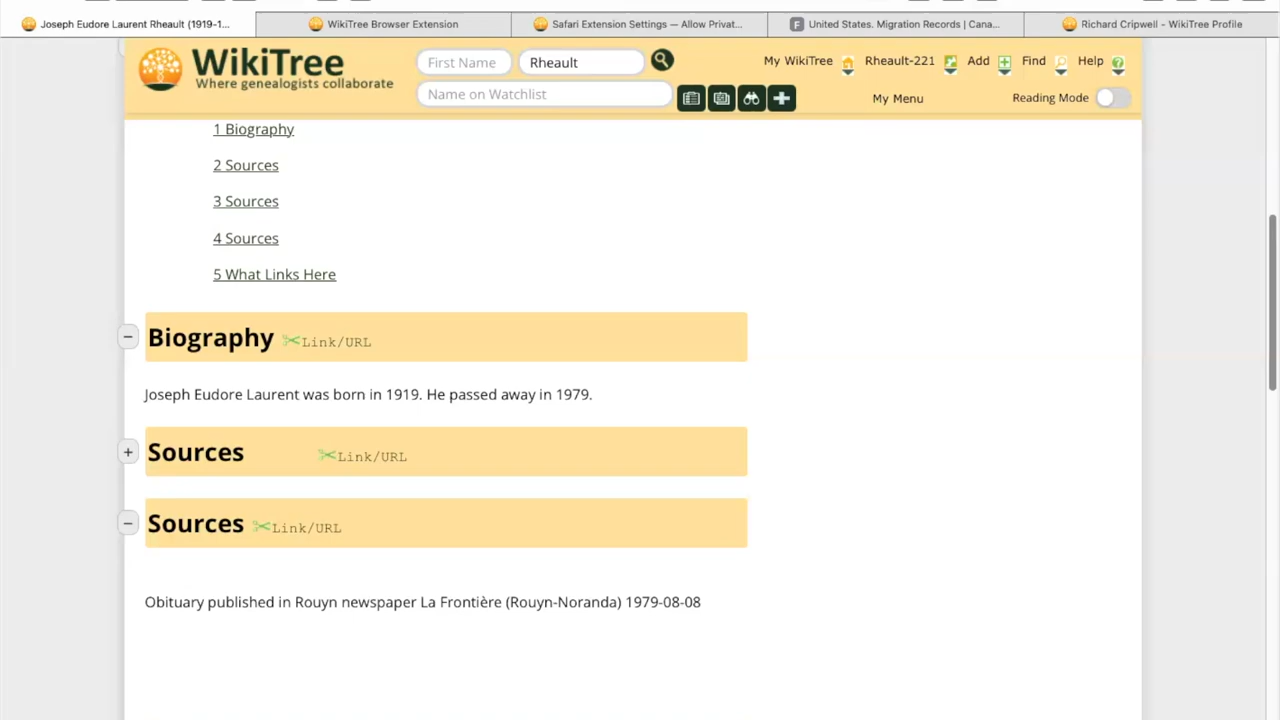 Joseph Eudore Laurent Rheault (1919-1...
WikiTree Browser Extension
Safari Extension Settings — Allow Privat...
United States. Migration Records | Cana...
Richard Cripwell - WikiTree Profile
WikiTree
Where genealogists collaborate
First Name
Rheault
Name on Watchlist
My WikiTree
Rheault-221
Add
Find
Help
My Menu
Reading Mode
1 Biography
2 Sources
3 Sources
4 Sources
5 What Links Here
Biography Link/URL
Joseph Eudore Laurent was born in 1919. He passed away in 1979.
Sources Link/URL
Sources Link/URL
Obituary published in Rouyn newspaper La Frontière (Rouyn-Noranda) 1979-08-08